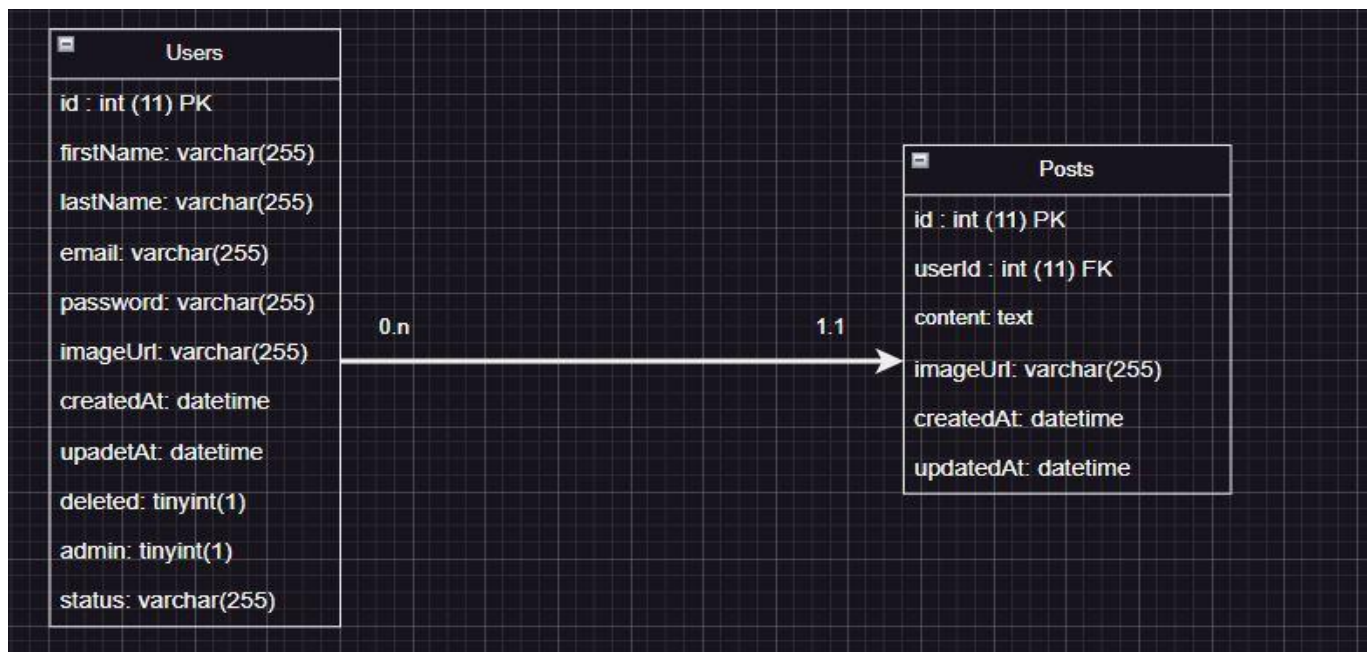 Users
id : int (11) PK
firstName: varchar(255)
lastName: varchar(255)
email: varchar(255)
password: varchar(255)
imageUrl: varchar(255)
createdAt: datetime
upadetAt: datetime
deleted: tinyint(1)
admin: tinyint(1)
status: varchar(255)
0.n
1.1
Posts
id : int (11) PK
userId : int (11) FK
content: text
imageUrl: varchar(255)
createdAt: datetime
updatedAt: datetime